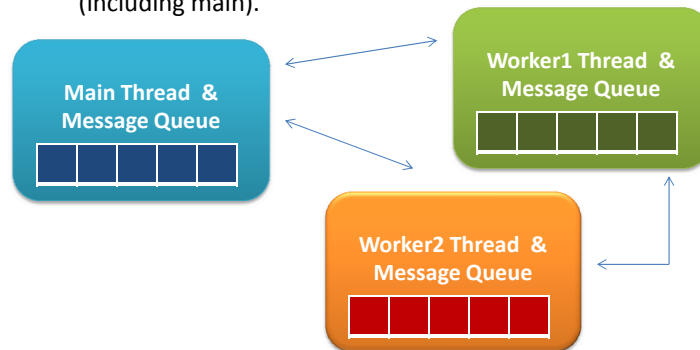 (including main).
Main Thread &
Message Queue
Worker1 Thread &
Message Queue
Worker2 Thread &
Message Queue